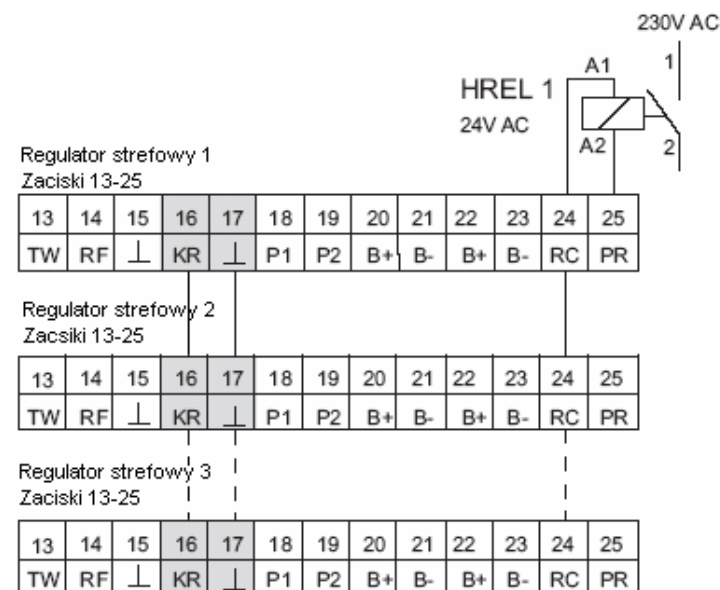 230V AC
1
A1
HREL 1
24V AC
A2
2
Regulator strefowy 1
Zaciski 13-25
13 14 15 16 17 18 19 20 21 22 23 24 25
TW RF ⊥ KR ⊥ P1 P2 B+ B- B+ B- RC PR
Regulator strefowy 2
Zacsiki 13-25
13 14 15 16 17 18 19 20 21 22 23 24 25
TW RF ⊥ KR ⊥ P1 P2 B+ B- B+ B- RC PR
Regulator strefowy 3
Zaciski 13-25
13 14 15 16 17 18 19 20 21 22 23 24 25
TW RF ⊥ KR ⊥ P1 P2 B+ B- B+ B- RC PR